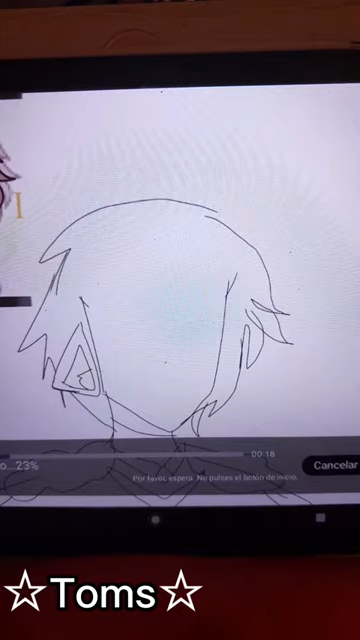 I
o...23%
00:18
Por favor, espera. No pulses el botón de inicio.
Cancelar
☆Toms☆